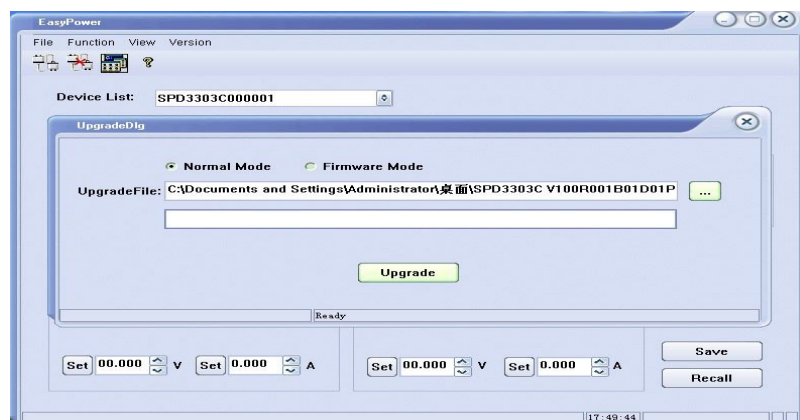 EasyPower
File Function View Version
Device List: SPD3303C000001
UpgradeDlg
Normal Mode Firmware Mode
UpgradeFile: C:\Documents and Settings\Administrator\桌面\SPD3303C V100R001B01D01P ...
Upgrade
Ready
Set 00.000 V Set 0.000 A Set 00.000 V Set 0.000 A
Save
Recall
17:49:44